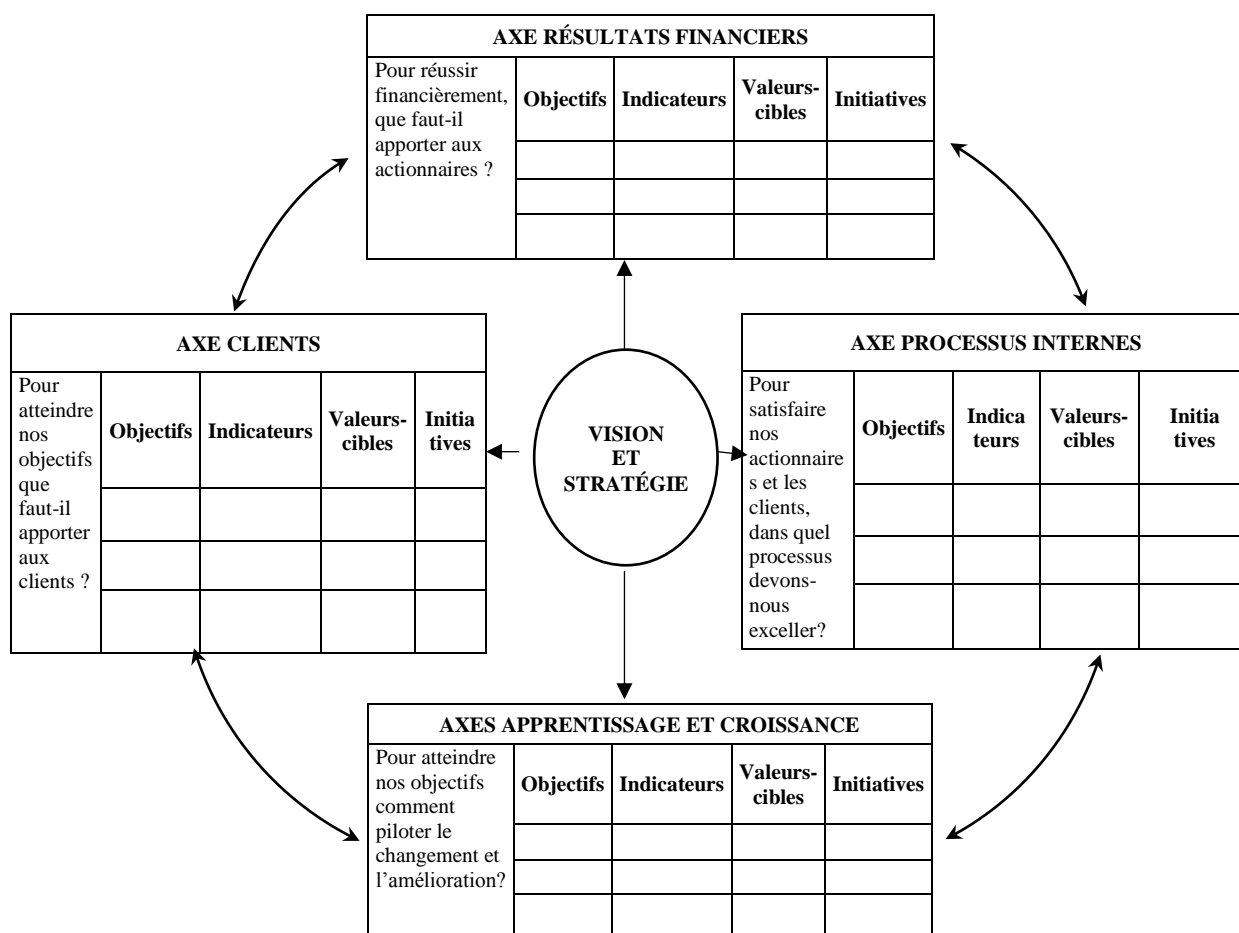 AXE RÉSULTATS FINANCIERS
Pour réussir
financièrement,
que faut-il
apporter aux
actionnaires ?
Objectifs
Indicateurs
Valeurs-
cibles
Initiatives
AXE CLIENTS
Pour
atteindre
nos
objectifs
que
faut-il
apporter
aux
clients ?
Objectifs
Indicateurs
Valeurs-
cibles
Initia
tives
VISION
ET
STRATÉGIE
AXE PROCESSUS INTERNES
Pour
satisfaire
nos
actionnaire
s et les
clients,
dans quel
processus
devons-
nous
exceller?
Objectifs
Indica
teurs
Valeurs-
cibles
Initia
tives
AXES APPRENTISSAGE ET CROISSANCE
Pour atteindre
nos objectifs
comment
piloter le
changement et
l’amélioration?
Objectifs
Indicateurs
Valeurs-
cibles
Initiatives